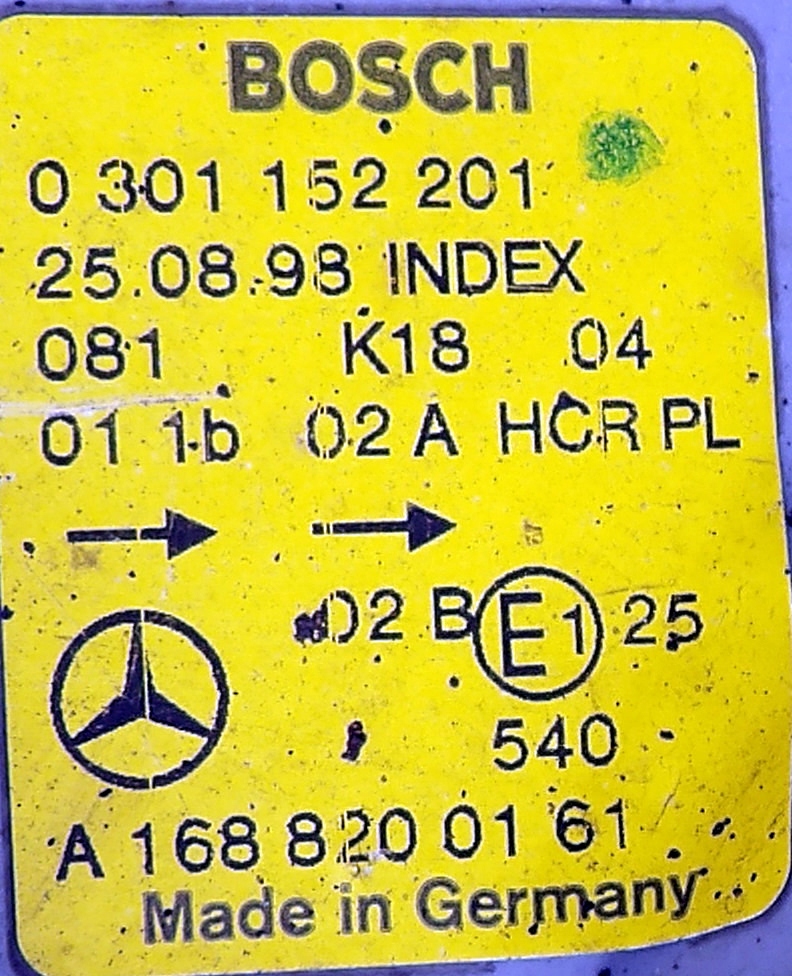 BOSCH
0 301 152 201
25.08.98 INDEX
081 K18 04
01 1b 02 A HCR PL
02 B E1 25
540
A 168 820 01 61
Made in Germany